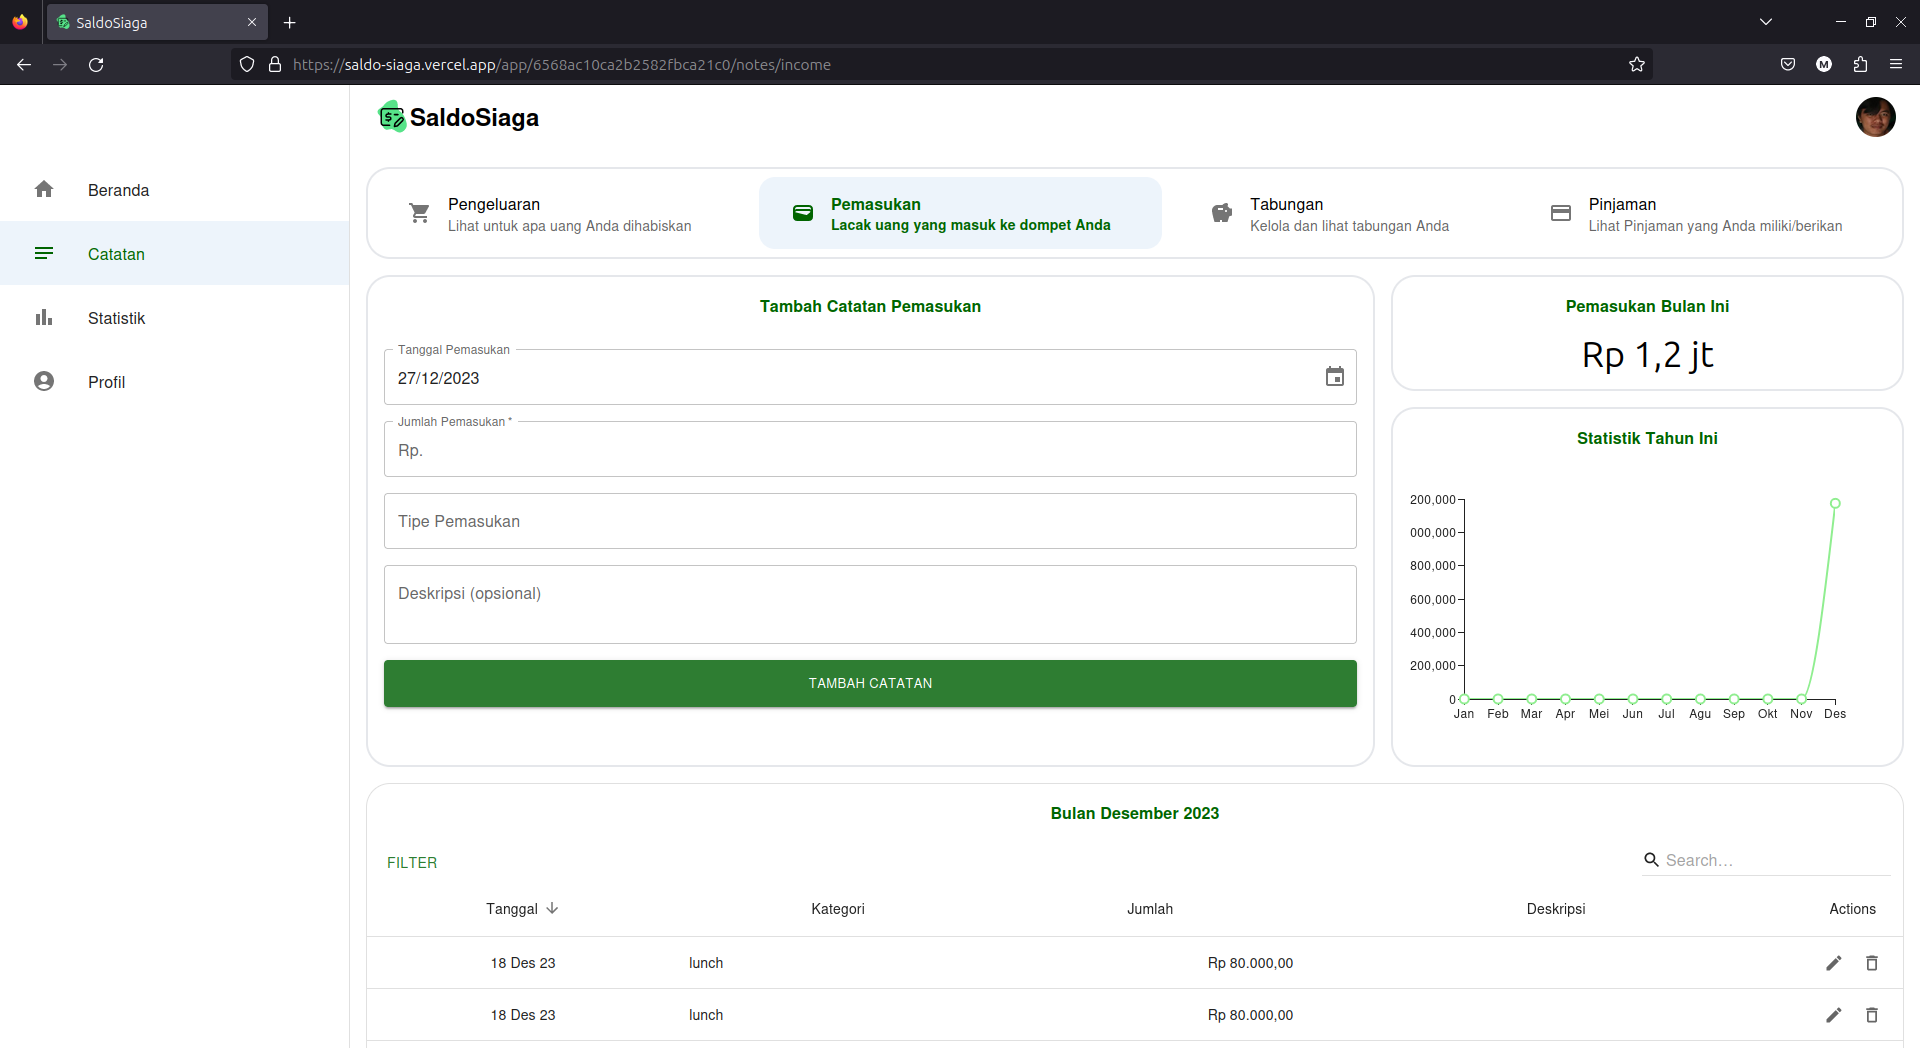 SaldoSiaga
https://saldo-siaga.vercel.app/app/6568ac10ca2b2582fbca21c0/notes/income
M
SaldoSiaga
Beranda
Catatan
Statistik
Profil
Pengeluaran
Lihat untuk apa uang Anda dihabiskan
Pemasukan
Lacak uang yang masuk ke dompet Anda
Tabungan
Kelola dan lihat tabungan Anda
Pinjaman
Lihat Pinjaman yang Anda miliki/berikan
Tambah Catatan Pemasukan
Tanggal Pemasukan
27/12/2023
Jumlah Pemasukan *
Rp.
Tipe Pemasukan
Deskripsi (opsional)
TAMBAH CATATAN
Pemasukan Bulan Ini
Rp 1,2 jt
Statistik Tahun Ini
200,000
000,000
800,000
600,000
400,000
200,000
0
Jan Feb Mar Apr Mei Jun Jul Agu Sep Okt Nov Des
Bulan Desember 2023
FILTER
Search…
Tanggal Kategori Jumlah Deskripsi Actions
18 Des 23 lunch Rp 80.000,00
18 Des 23 lunch Rp 80.000,00